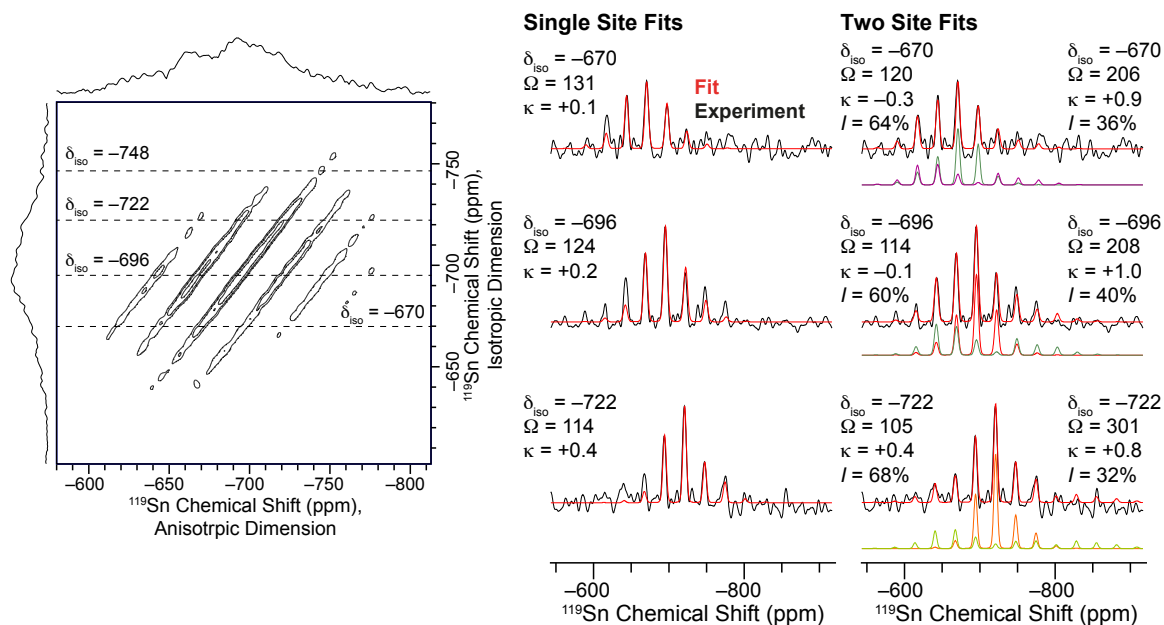 δiso = –748
δiso = –722
δiso = –696
δiso = –670
–750
–700
–650
¹¹⁹Sn Chemical Shift (ppm),
Isotropic Dimension
–600
–650
–700
–750
–800
¹¹⁹Sn Chemical Shift (ppm),
Anisotrpic Dimension
Single Site Fits
δiso = –670
Ω = 131
κ = +0.1
Fit
Experiment
δiso = –696
Ω = 124
κ = +0.2
δiso = –722
Ω = 114
κ = +0.4
–600
–800
¹¹⁹Sn Chemical Shift (ppm)
Two Site Fits
δiso = –670
Ω = 120
κ = –0.3
I = 64%
δiso = –670
Ω = 206
κ = +0.9
I = 36%
δiso = –696
Ω = 114
κ = –0.1
I = 60%
δiso = –696
Ω = 208
κ = +1.0
I = 40%
δiso = –722
Ω = 105
κ = +0.4
I = 68%
δiso = –722
Ω = 301
κ = +0.8
I = 32%
–600
–800
¹¹⁹Sn Chemical Shift (ppm)